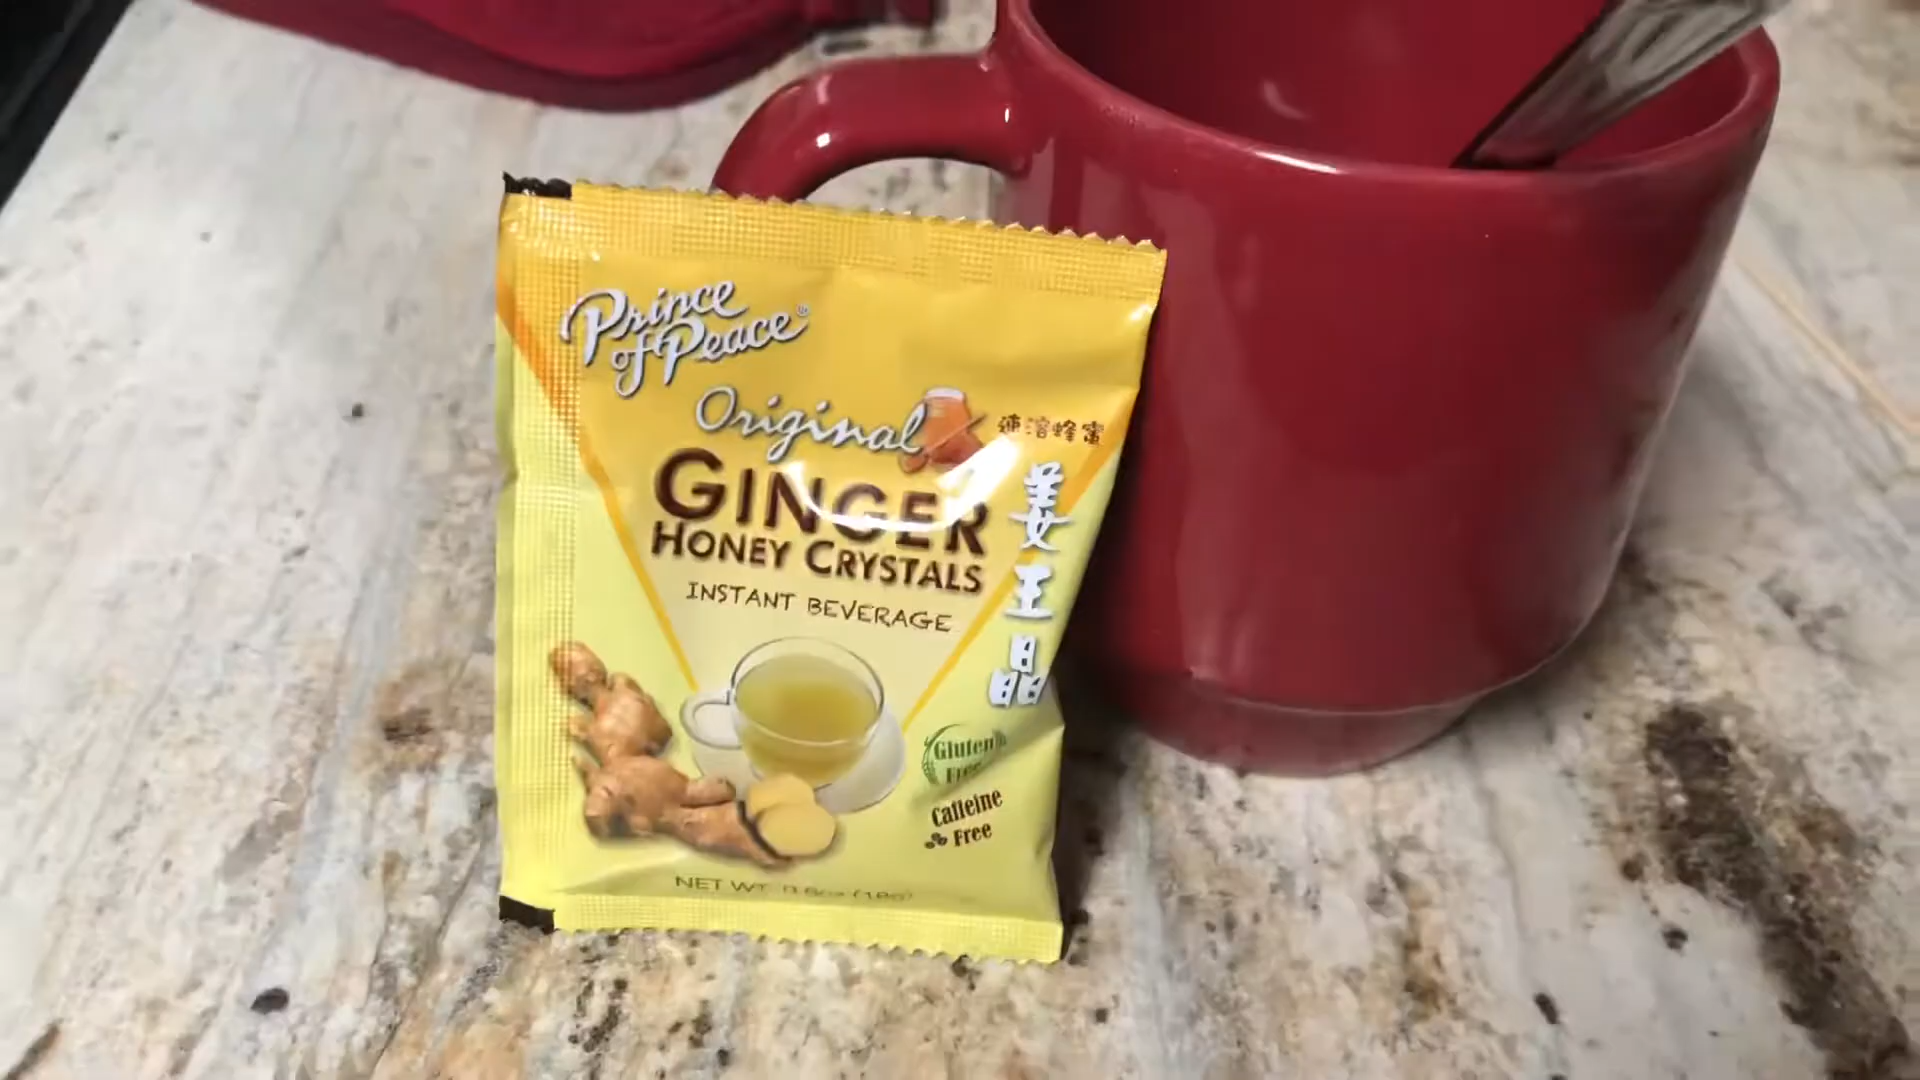 Prince
of Peace®
Original
速溶蜂蜜
GINGER
HONEY CRYSTALS
INSTANT BEVERAGE
姜王晶
Gluten
Free
Caffeine
Free
NET WT.